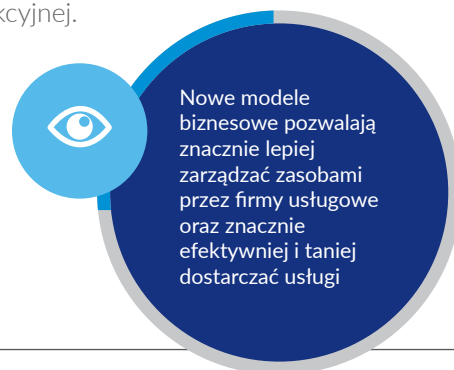 kcyjnej.
Nowe modele
biznesowe pozwalają
znacznie lepiej
zarządzać zasobami
przez firmy usługowe
oraz znacznie
efektywniej i taniej
dostarczać usługi